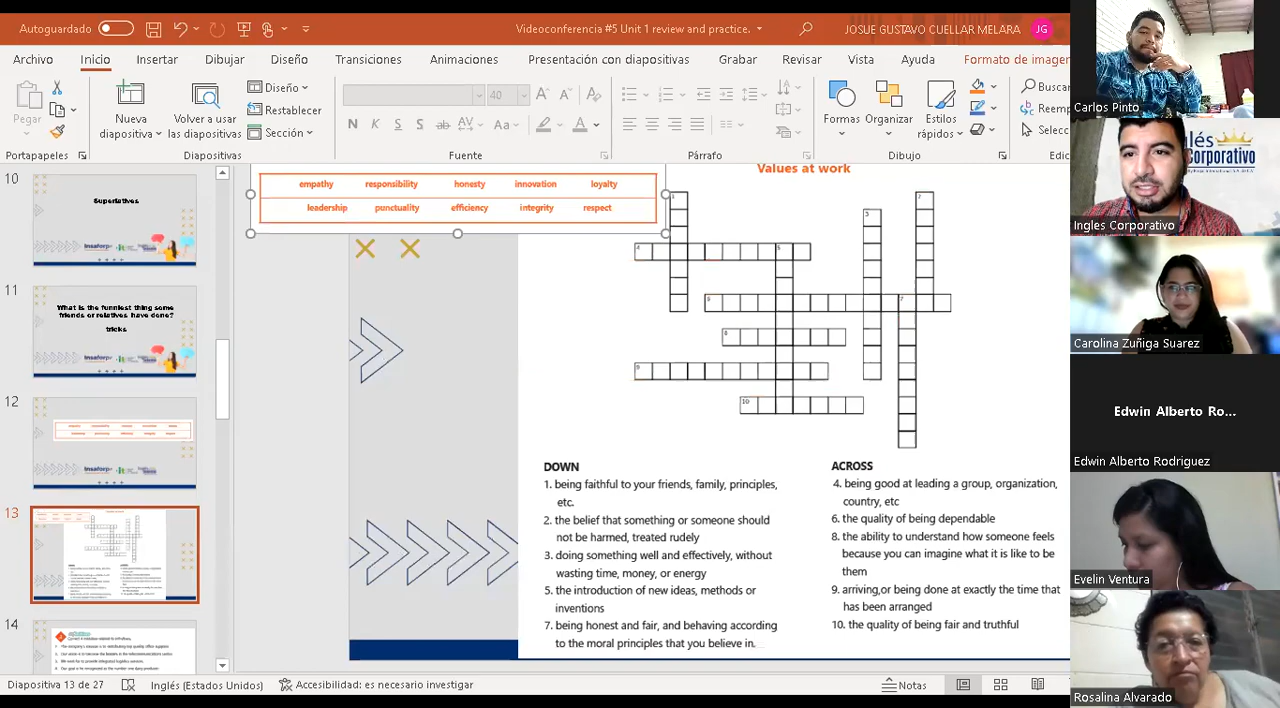 Autoguardado
Videoconferencia #5 Unit 1 review and practice.
JOSUE GUSTAVO CUELLAR MELARA
JG
Archivo Inicio Insertar Dibujar Diseño Transiciones Animaciones Presentación con diapositivas Grabar Revisar Vista Ayuda Formato de imagen
Pegar
Nueva diapositiva
Volver a usar las diapositivas
Diseño
Restablecer
Sección
40
N K S S ab AV Aa A
Formas
Organizar
Estilos rápidos
Buscar
Portapapeles Diapositivas Fuente Párrafo Dibujo
10
Superlatives
11
What is the funniest thing some
friends or relatives have done?
tricks
12
13
14
Values at work
empathy responsibility honesty innovation loyalty
leadership punctuality efficiency integrity respect
DOWN
1. being faithful to your friends, family, principles,
etc.
2. the belief that something or someone should
not be harmed, treated rudely
3. doing something well and effectively, without
wasting time, money, or energy
5. the introduction of new ideas, methods or
inventions
7. being honest and fair, and behaving according
to the moral principles that you believe in.
ACROSS
4. being good at leading a group, organization,
country, etc
6. the quality of being dependable
8. the ability to understand how someone feels
because you can imagine what it is like to be
them
9. arriving,or being done at exactly the time that
has been arranged
10. the quality of being fair and truthful
Diapositiva 13 de 27
Inglés (Estados Unidos)
Accesibilidad: es necesario investigar
Notas
Carlos Pinto
Ingles Corporativo
Carolina Zuñiga Suarez
Edwin Alberto Ro...
Edwin Alberto Rodriguez
Evelin Ventura
Rosalina Alvarado